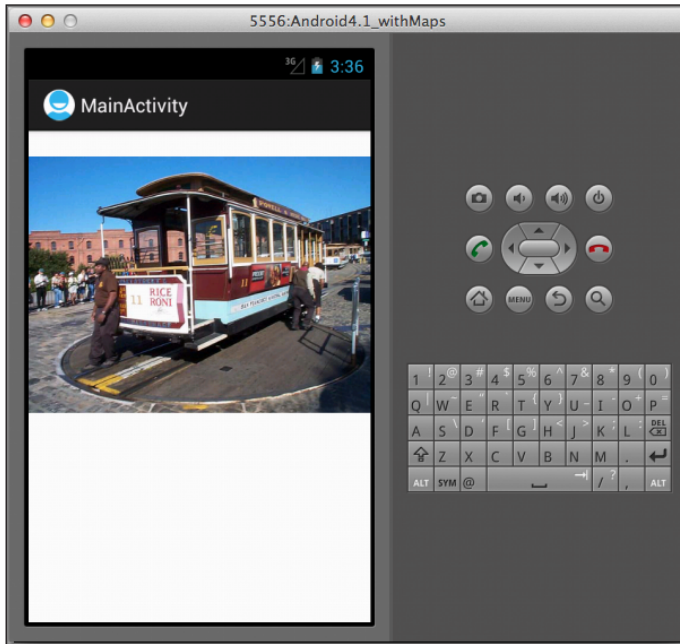 5556:Android4.1_withMaps
3G 3:36
MainActivity
POWELL &
11 RICE
RONI
11
1 ! 2 @ 3 # 4 $ 5 % 6 ^ 7 & 8 * 9 ( 0 )
Q | W ~ E " R ` T { Y } U _ I - O + P =
A S \ D ' F [ G ] H < J > K ; L : DEL
Z X C V B N M .
ALT SYM @ / ? , ALT
MENU